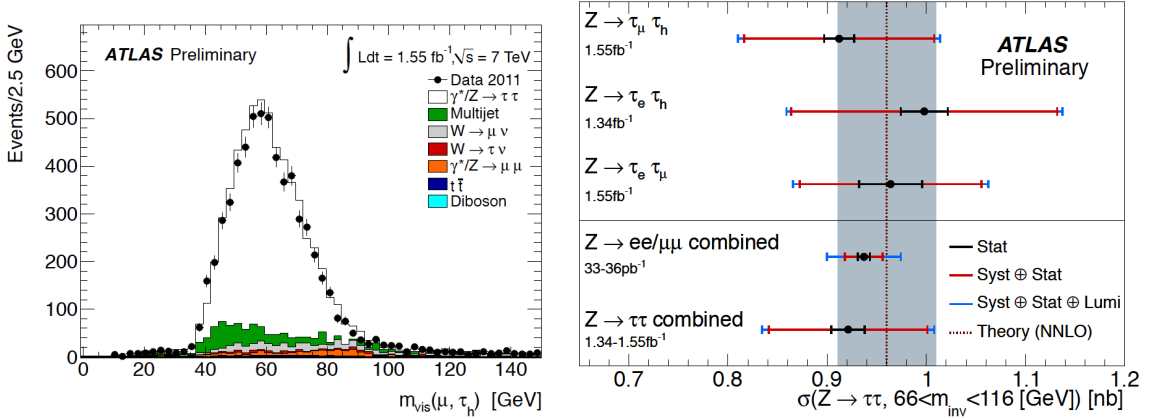 ATLAS Preliminary
∫ Ldt = 1.55 fb⁻¹,√s = 7 TeV
Data 2011
γ*/Z → τ τ
Multijet
W → μ ν
W → τ ν
γ*/Z → μ μ
t t̄
Diboson
Events/2.5 GeV
600
500
400
300
200
100
0
0 20 40 60 80 100 120 140
m_vis(μ, τ_h) [GeV]
Z → τ_μ τ_h
1.55fb⁻¹
ATLAS
Preliminary
Z → τ_e τ_h
1.34fb⁻¹
Z → τ_e τ_μ
1.55fb⁻¹
Z → ee/μμ combined
33-36pb⁻¹
Z → ττ combined
1.34-1.55fb⁻¹
Stat
Syst ⊕ Stat
Syst ⊕ Stat ⊕ Lumi
Theory (NNLO)
0.7 0.8 0.9 1 1.1 1.2
σ(Z → ττ, 66<m_inv<116 [GeV]) [nb]